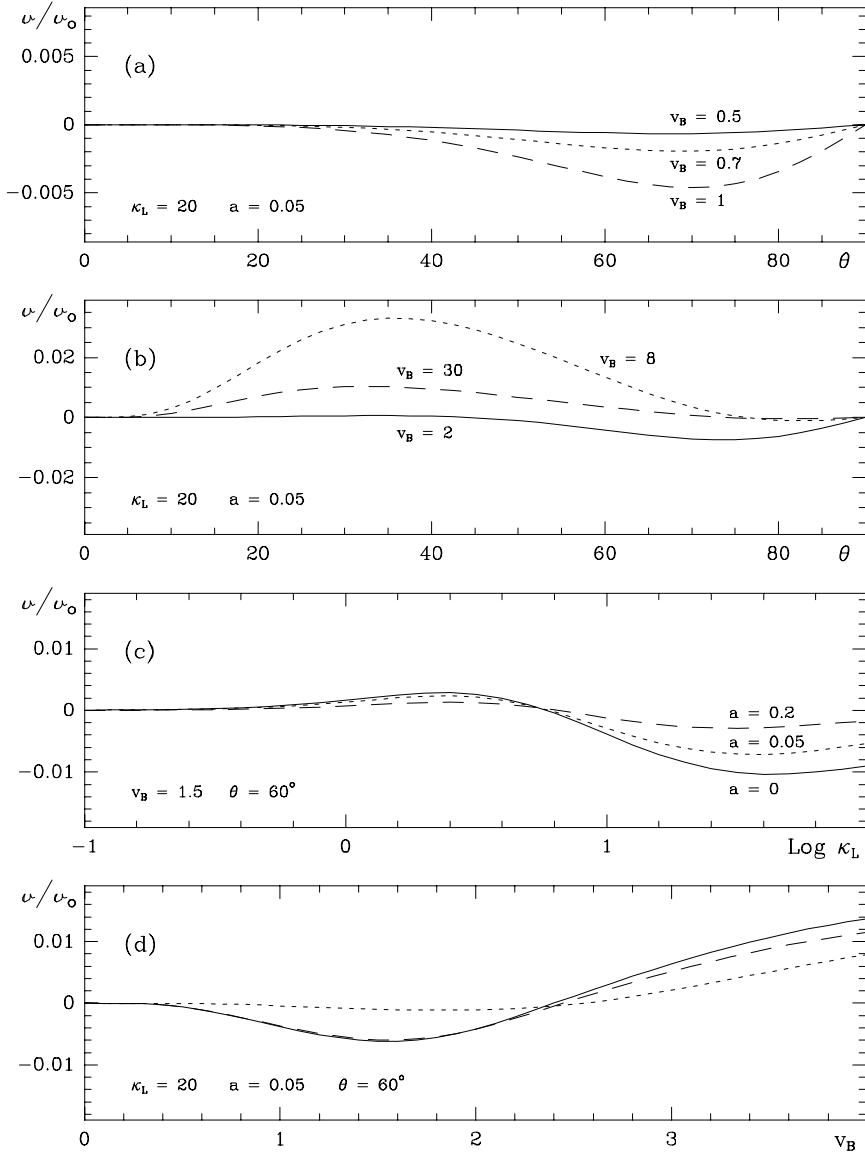 υ/υₒ
0.005
(a)
v_B = 0.5
0
v_B = 0.7
−0.005
κ_L = 20 a = 0.05
v_B = 1
0 20 40 60 80 θ
υ/υₒ
(b)
v_B = 8
0.02
v_B = 30
0
v_B = 2
−0.02
κ_L = 20 a = 0.05
0 20 40 60 80 θ
υ/υₒ
0.01
(c)
0
a = 0.2
a = 0.05
−0.01
v_B = 1.5 θ = 60°
a = 0
−1 0 1 Log κ_L
υ/υₒ
0.01
(d)
0
−0.01
κ_L = 20 a = 0.05 θ = 60°
0 1 2 3 v_B